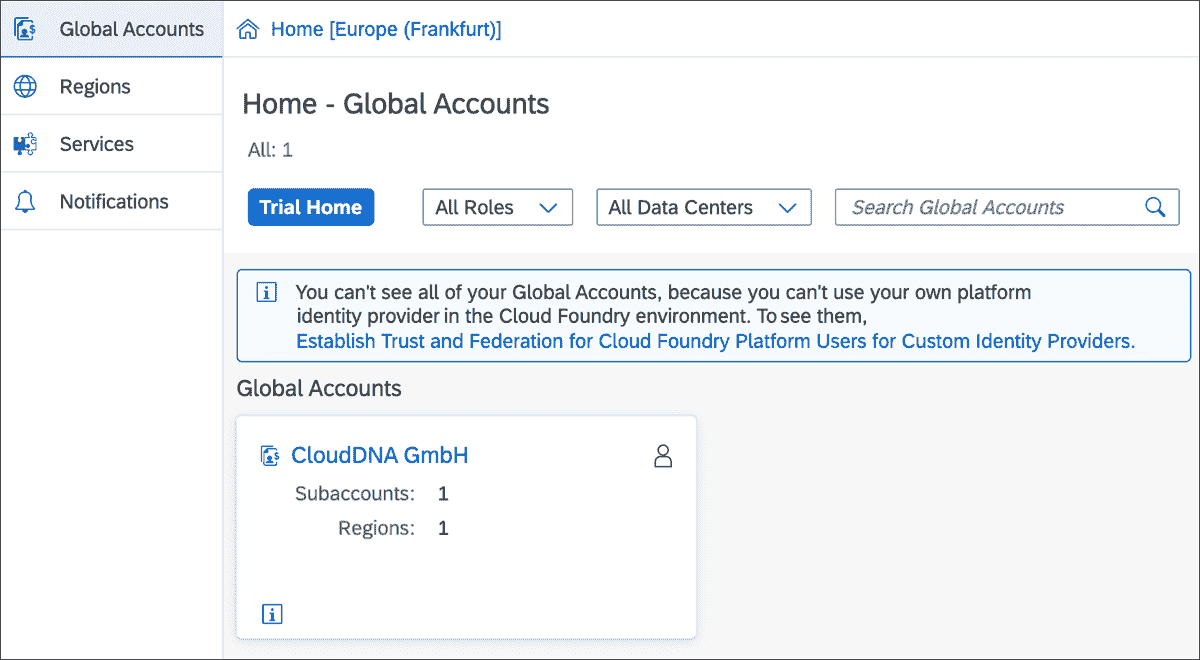 Global Accounts
Regions
Services
Notifications
Home [Europe (Frankfurt)]
Home - Global Accounts
All: 1
Trial Home
All Roles
All Data Centers
Search Global Accounts
You can't see all of your Global Accounts, because you can't use your own platform
identity provider in the Cloud Foundry environment. To see them,
Establish Trust and Federation for Cloud Foundry Platform Users for Custom Identity Providers.
Global Accounts
CloudDNA GmbH
Subaccounts: 1
Regions: 1